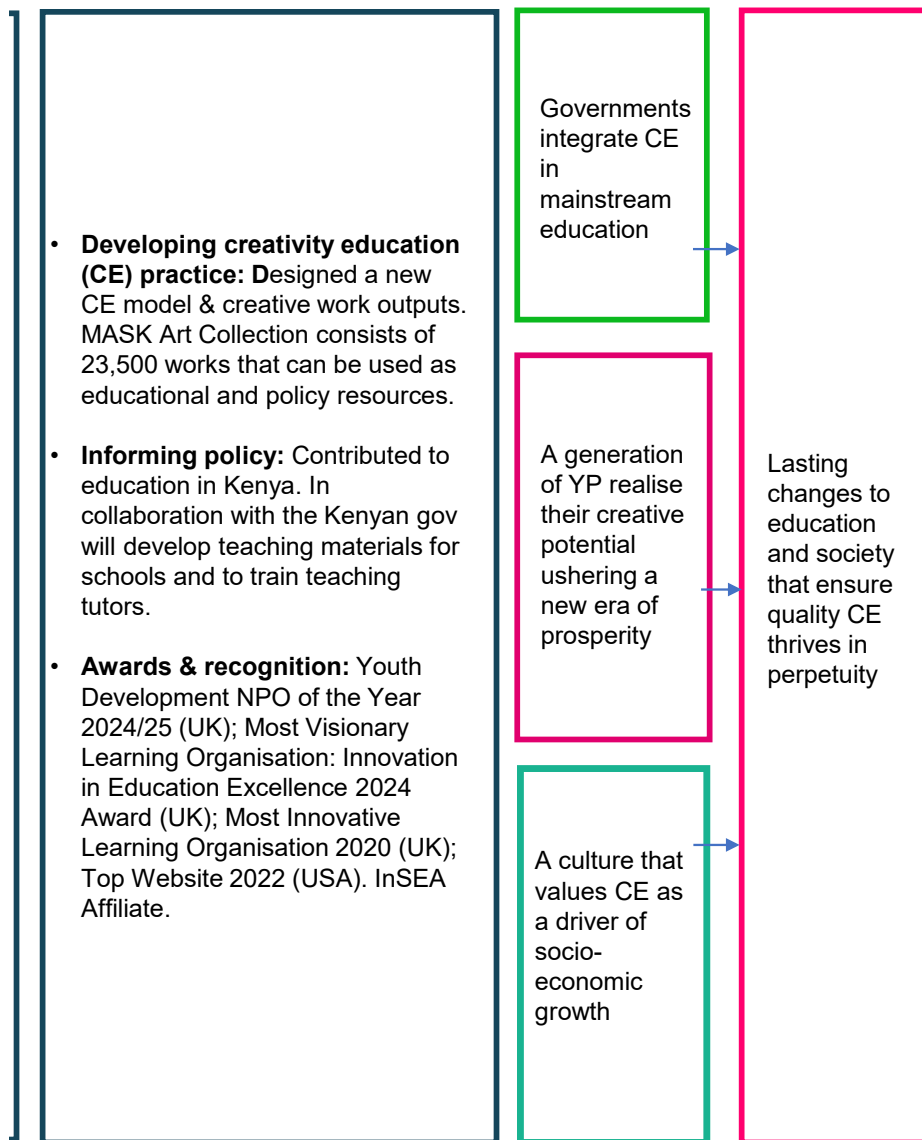 • Developing creativity education
(CE) practice: Designed a new
CE model & creative work outputs.
MASK Art Collection consists of
23,500 works that can be used as
educational and policy resources.
• Informing policy: Contributed to
education in Kenya. In
collaboration with the Kenyan gov
will develop teaching materials for
schools and to train teaching
tutors.
• Awards & recognition: Youth
Development NPO of the Year
2024/25 (UK); Most Visionary
Learning Organisation: Innovation
in Education Excellence 2024
Award (UK); Most Innovative
Learning Organisation 2020 (UK);
Top Website 2022 (USA). InSEA
Affiliate.
Governments
integrate CE
in
mainstream
education
A generation
of YP realise
their creative
potential
ushering a
new era of
prosperity
A culture that
values CE as
a driver of
socio-
economic
growth
Lasting
changes to
education
and society
that ensure
quality CE
thrives in
perpetuity